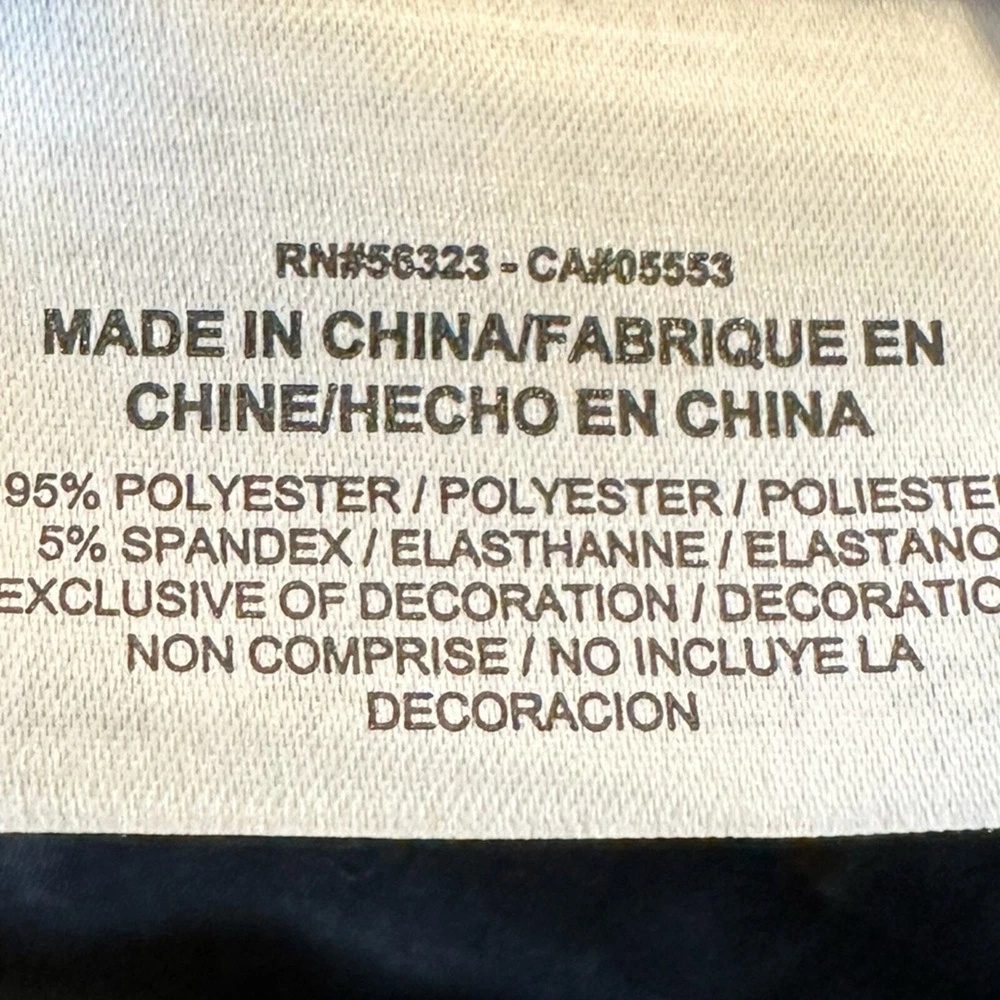 RN#56323 - CA#05553
MADE IN CHINA/FABRIQUE EN
CHINE/HECHO EN CHINA
95% POLYESTER / POLYESTER / POLIESTE
5% SPANDEX / ELASTHANNE / ELASTANO
EXCLUSIVE OF DECORATION / DECORATIO
NON COMPRISE / NO INCLUYE LA
DECORACION